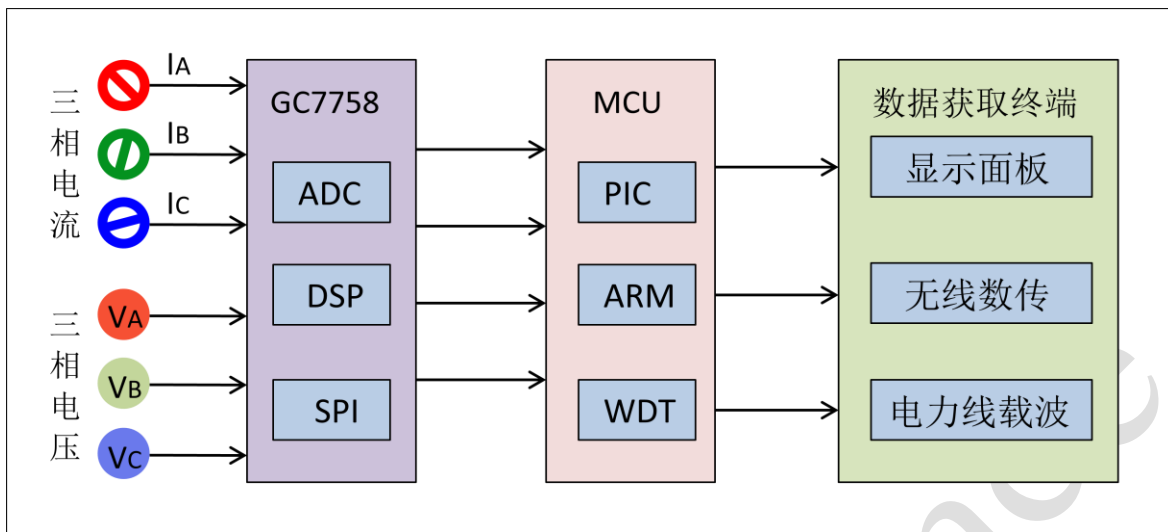 三相电流
IA
IB
IC
三相电压
VA
VB
VC
GC7758
ADC
DSP
SPI
MCU
PIC
ARM
WDT
数据获取终端
显示面板
无线数传
电力线载波